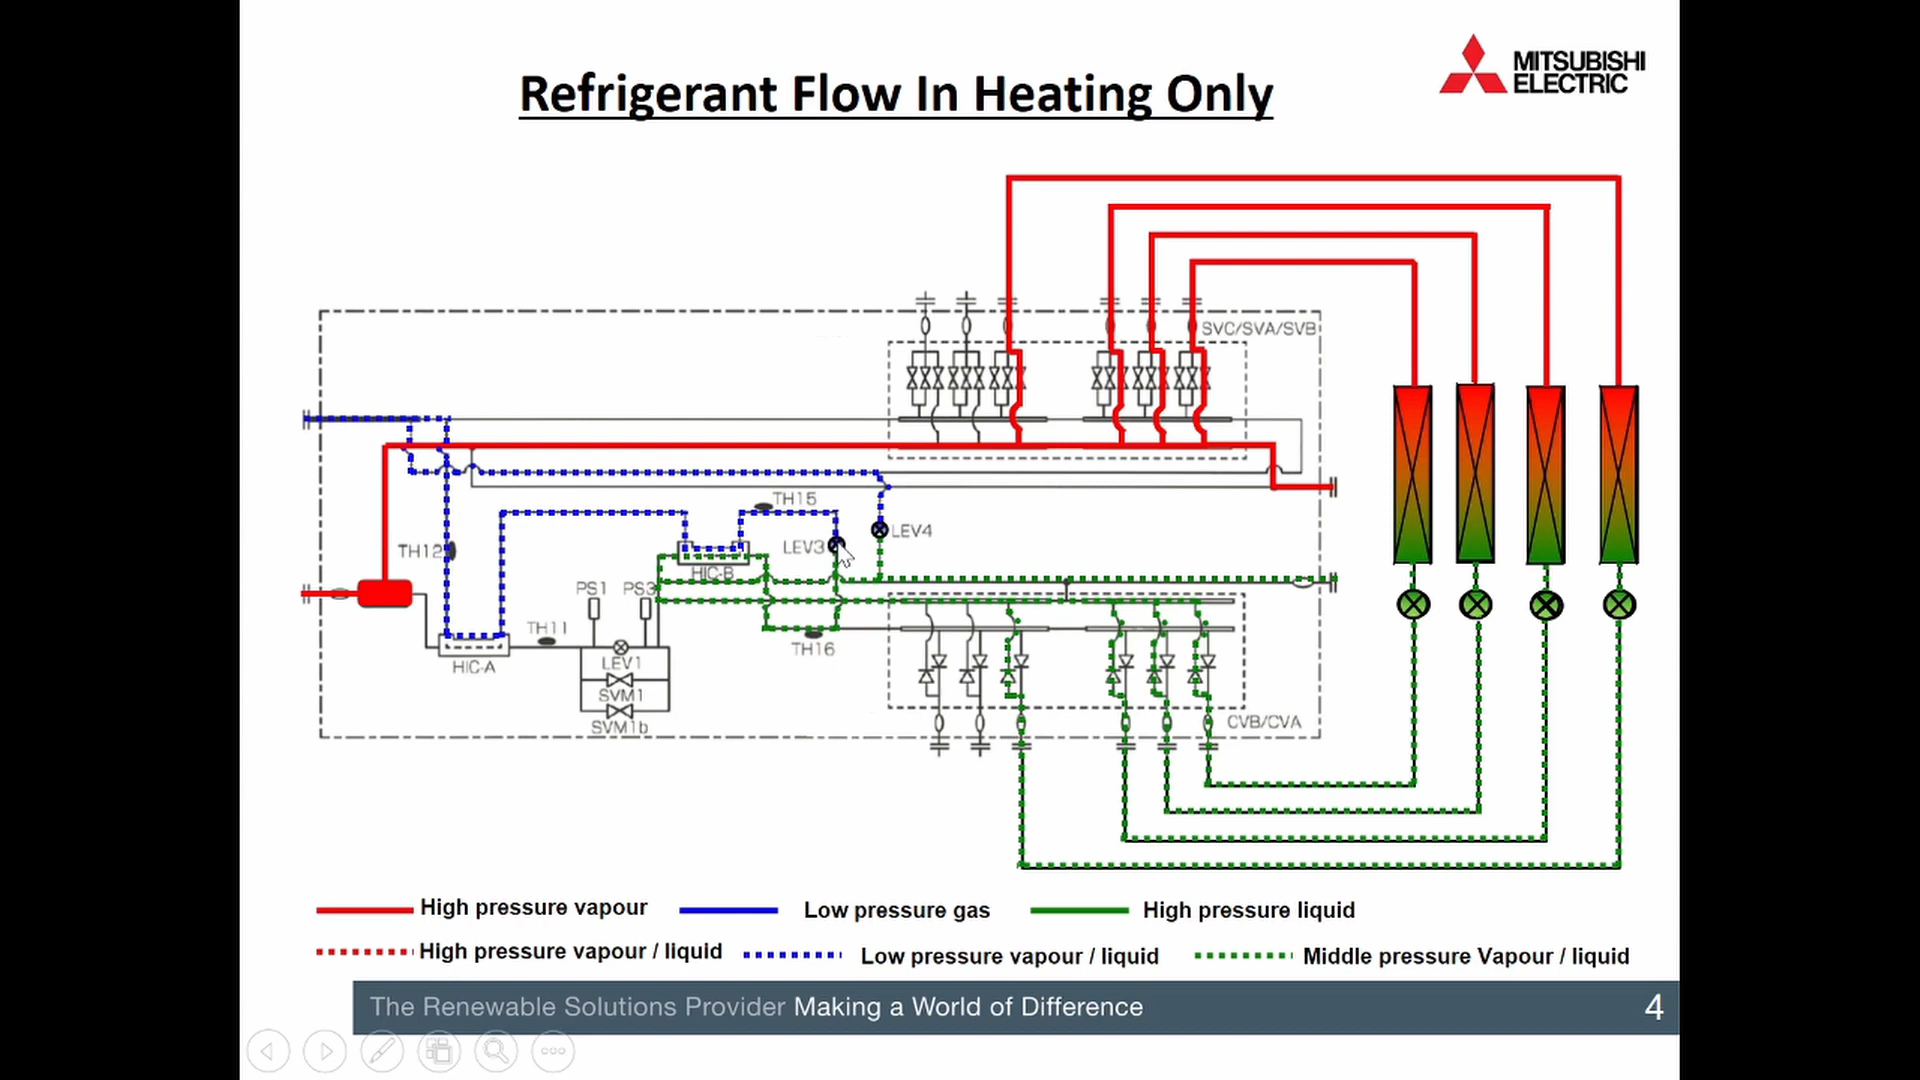 Refrigerant Flow In Heating Only
MITSUBISHI
ELECTRIC
SVC/SVA/SVB
TH15
LEV3
LEV4
TH12
HIC-B
PS1
PS3
TH11
TH16
HIC-A
LEV1
SVM1
SVM1b
CVB/CVA
High pressure vapour
Low pressure gas
High pressure liquid
High pressure vapour / liquid
Low pressure vapour / liquid
Middle pressure Vapour / liquid
The Renewable Solutions Provider Making a World of Difference
4